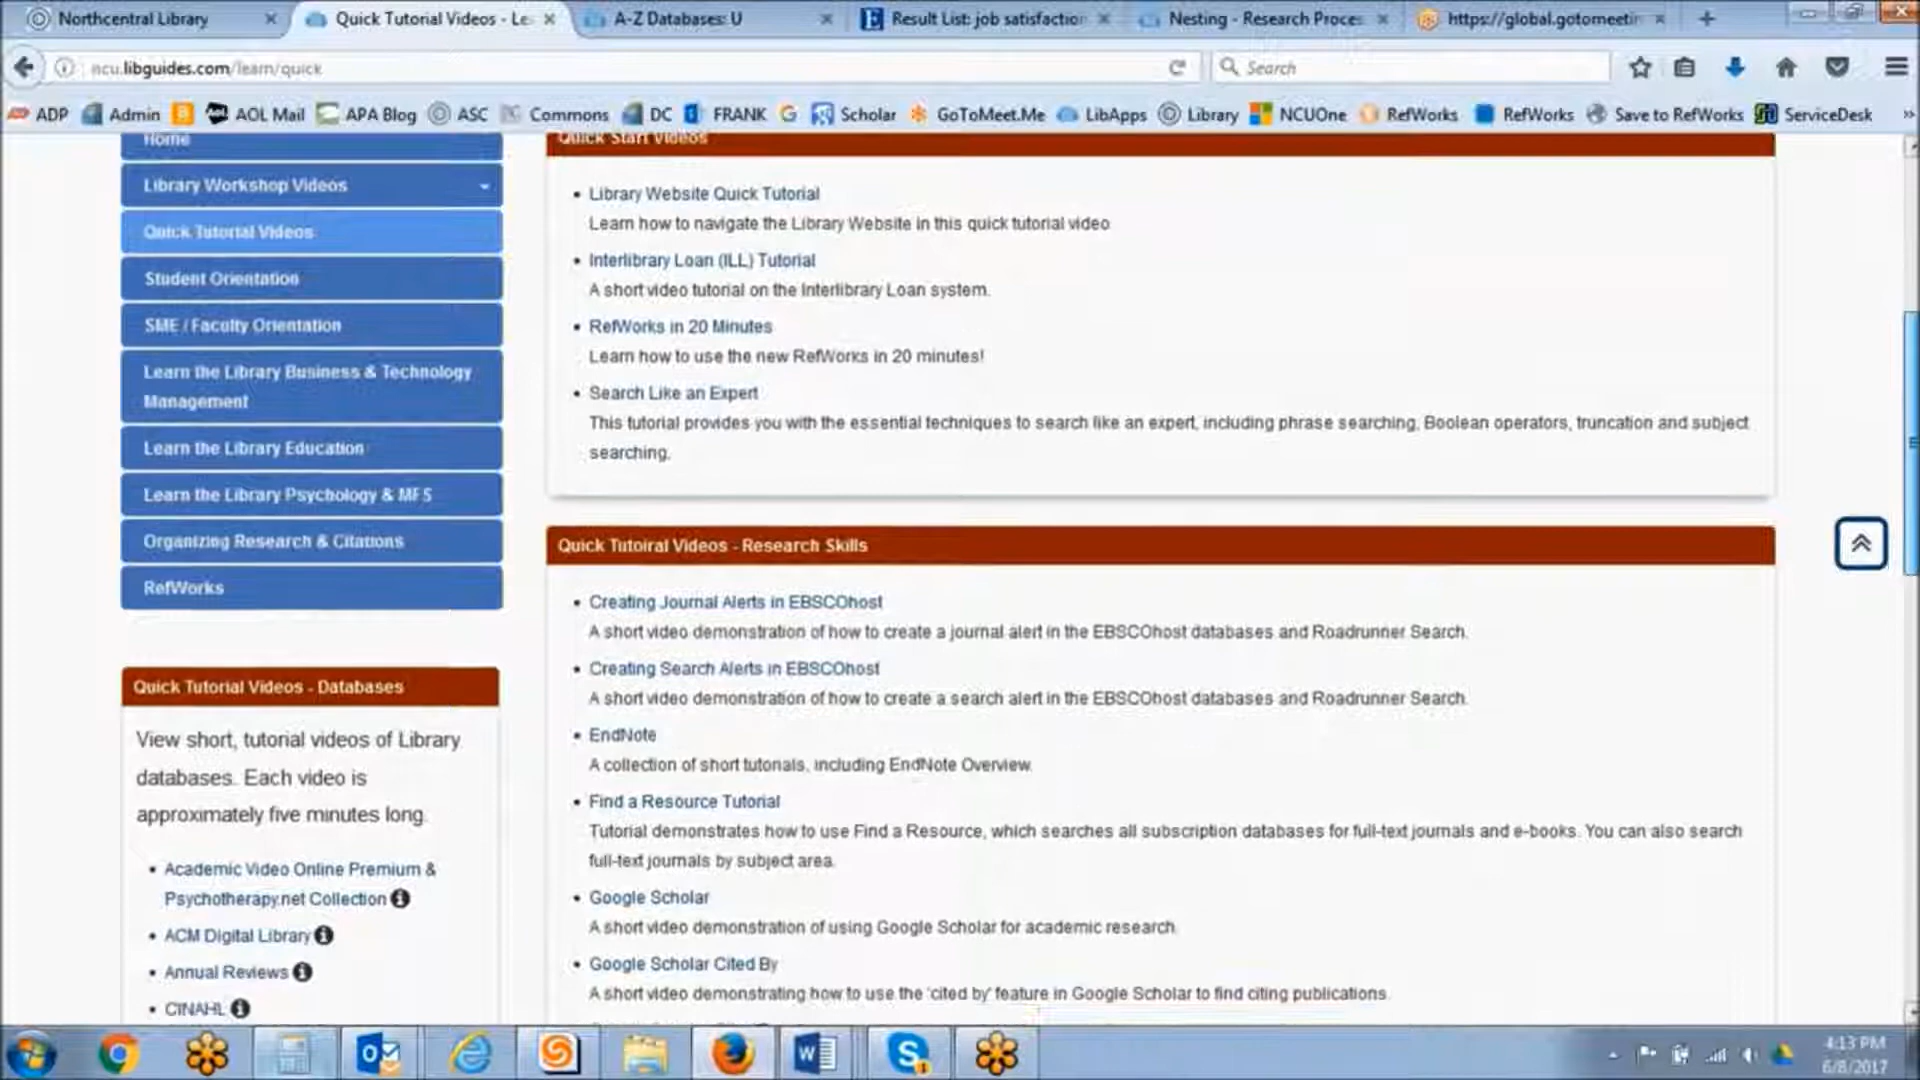 Northcentral Library
Quick Tutorial Videos - Le
A-Z Databases: U
Result List: job satisfaction
Nesting - Research Proces
https://global.gotomeetin
ncu.libguides.com/learn/quick
Search
ADP
Admin
AOL Mail
APA Blog
ASC
Commons
DC
FRANK
Scholar
GoToMeet.Me
LibApps
Library
NCUOne
RefWorks
RefWorks
Save to RefWorks
ServiceDesk
Home
Library Workshop Videos
Quick Tutorial Videos
Student Orientation
SME / Faculty Orientation
Learn the Library Business & Technology
Management
Learn the Library Education
Learn the Library Psychology & MFS
Organizing Research & Citations
RefWorks
Quick Tutorial Videos - Databases
View short, tutorial videos of Library
databases. Each video is
approximately five minutes long.
• Academic Video Online Premium &
Psychotherapy.net Collection
• ACM Digital Library
• Annual Reviews
• CINAHL
Quick Start Videos
• Library Website Quick Tutorial
Learn how to navigate the Library Website in this quick tutorial video
• Interlibrary Loan (ILL) Tutorial
A short video tutorial on the Interlibrary Loan system.
• RefWorks in 20 Minutes
Learn how to use the new RefWorks in 20 minutes!
• Search Like an Expert
This tutorial provides you with the essential techniques to search like an expert, including phrase searching, Boolean operators, truncation and subject
searching.
Quick Tutoiral Videos - Research Skills
• Creating Journal Alerts in EBSCOhost
A short video demonstration of how to create a journal alert in the EBSCOhost databases and Roadrunner Search.
• Creating Search Alerts in EBSCOhost
A short video demonstration of how to create a search alert in the EBSCOhost databases and Roadrunner Search.
• EndNote
A collection of short tutorials, including EndNote Overview.
• Find a Resource Tutorial
Tutorial demonstrates how to use Find a Resource, which searches all subscription databases for full-text journals and e-books. You can also search
full-text journals by subject area.
• Google Scholar
A short video demonstration of using Google Scholar for academic research.
• Google Scholar Cited By
A short video demonstrating how to use the 'cited by' feature in Google Scholar to find citing publications.
4:13 PM
6/8/2017